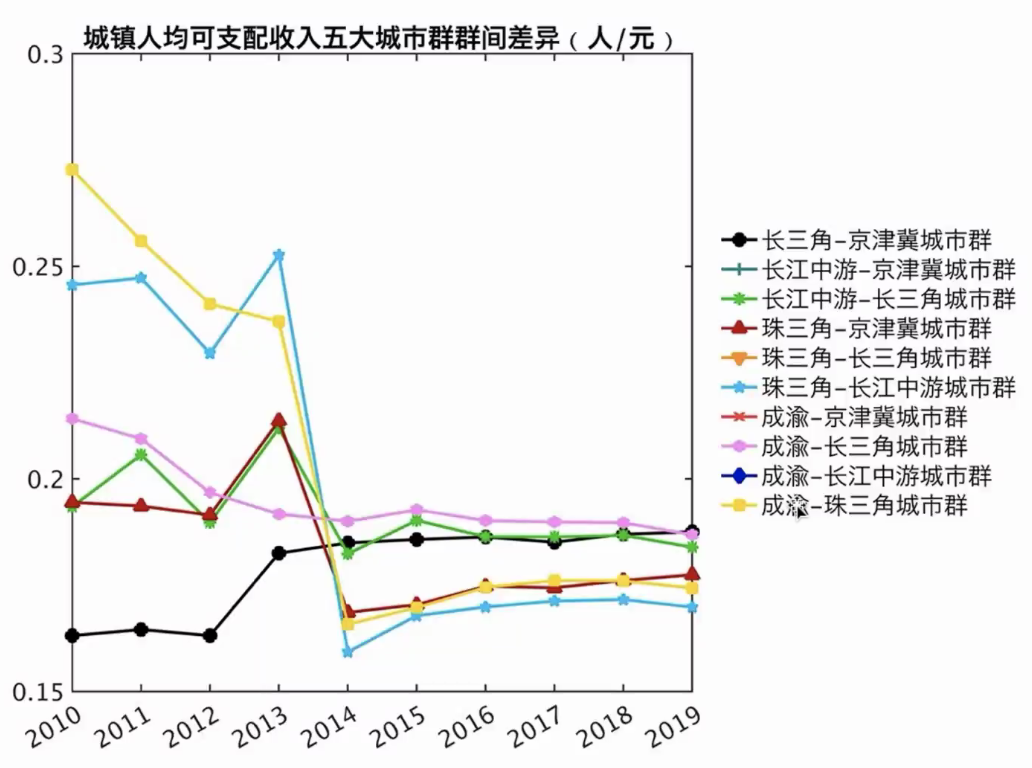 城镇人均可支配收入五大城市群群间差异（人/元）
0.3
0.25
0.2
0.15
2010
2011
2012
2013
2014
2015
2016
2017
2018
2019
长三角–京津冀城市群
长江中游–京津冀城市群
长江中游–长三角城市群
珠三角–京津冀城市群
珠三角–长三角城市群
珠三角–长江中游城市群
成渝–京津冀城市群
成渝–长三角城市群
成渝–长江中游城市群
成渝–珠三角城市群